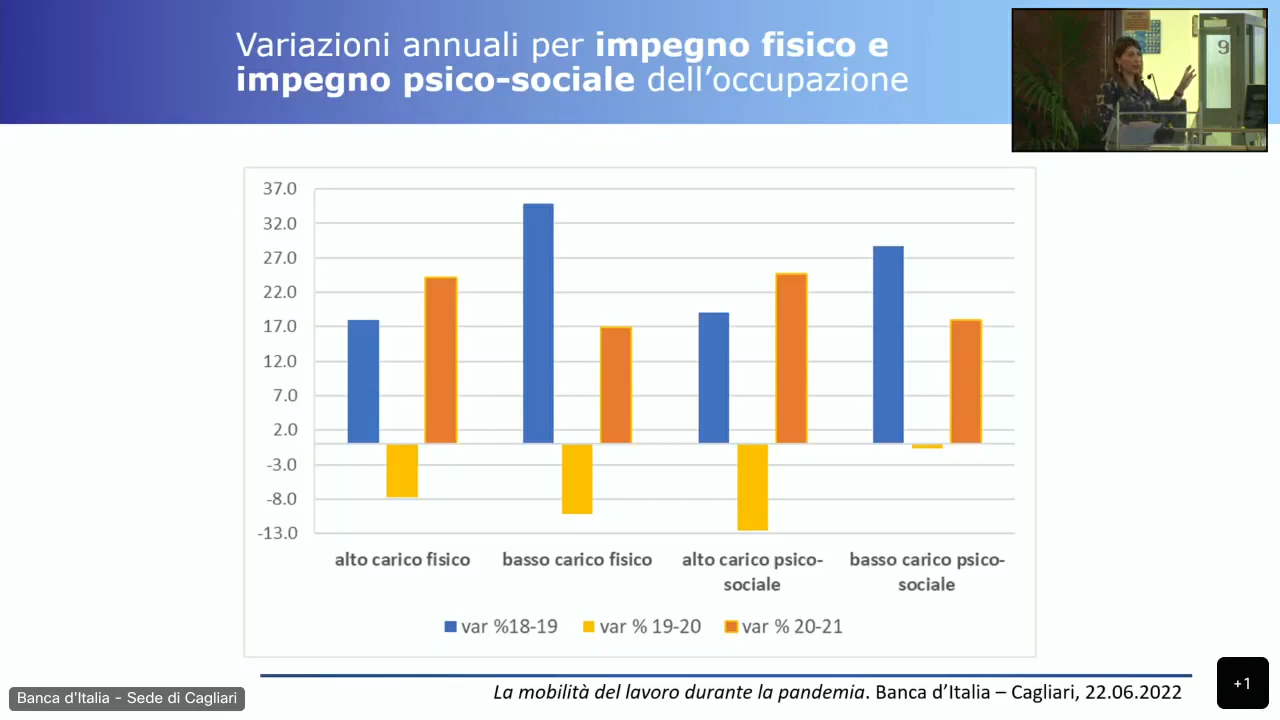 Variazioni annuali per impegno fisico e
impegno psico-sociale dell'occupazione
9
37.0
32.0
27.0
22.0
17.0
12.0
7.0
2.0
-3.0
-8.0
-13.0
alto carico fisico
basso carico fisico
alto carico psico-
sociale
basso carico psico-
sociale
var %18-19
var % 19-20
var % 20-21
La mobilità del lavoro durante la pandemia. Banca d'Italia – Cagliari, 22.06.2022
Banca d'Italia - Sede di Cagliari
+1